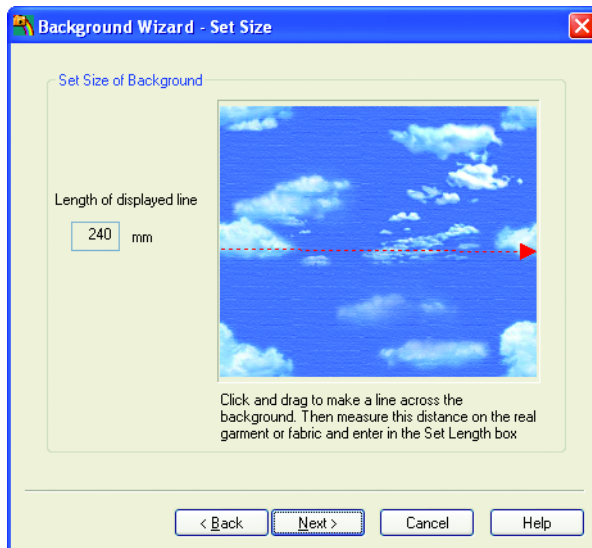 Background Wizard - Set Size
Set Size of Background
Length of displayed line
240 mm
Click and drag to make a line across the
background. Then measure this distance on the real
garment or fabric and enter in the Set Length box
< Back Next > Cancel Help